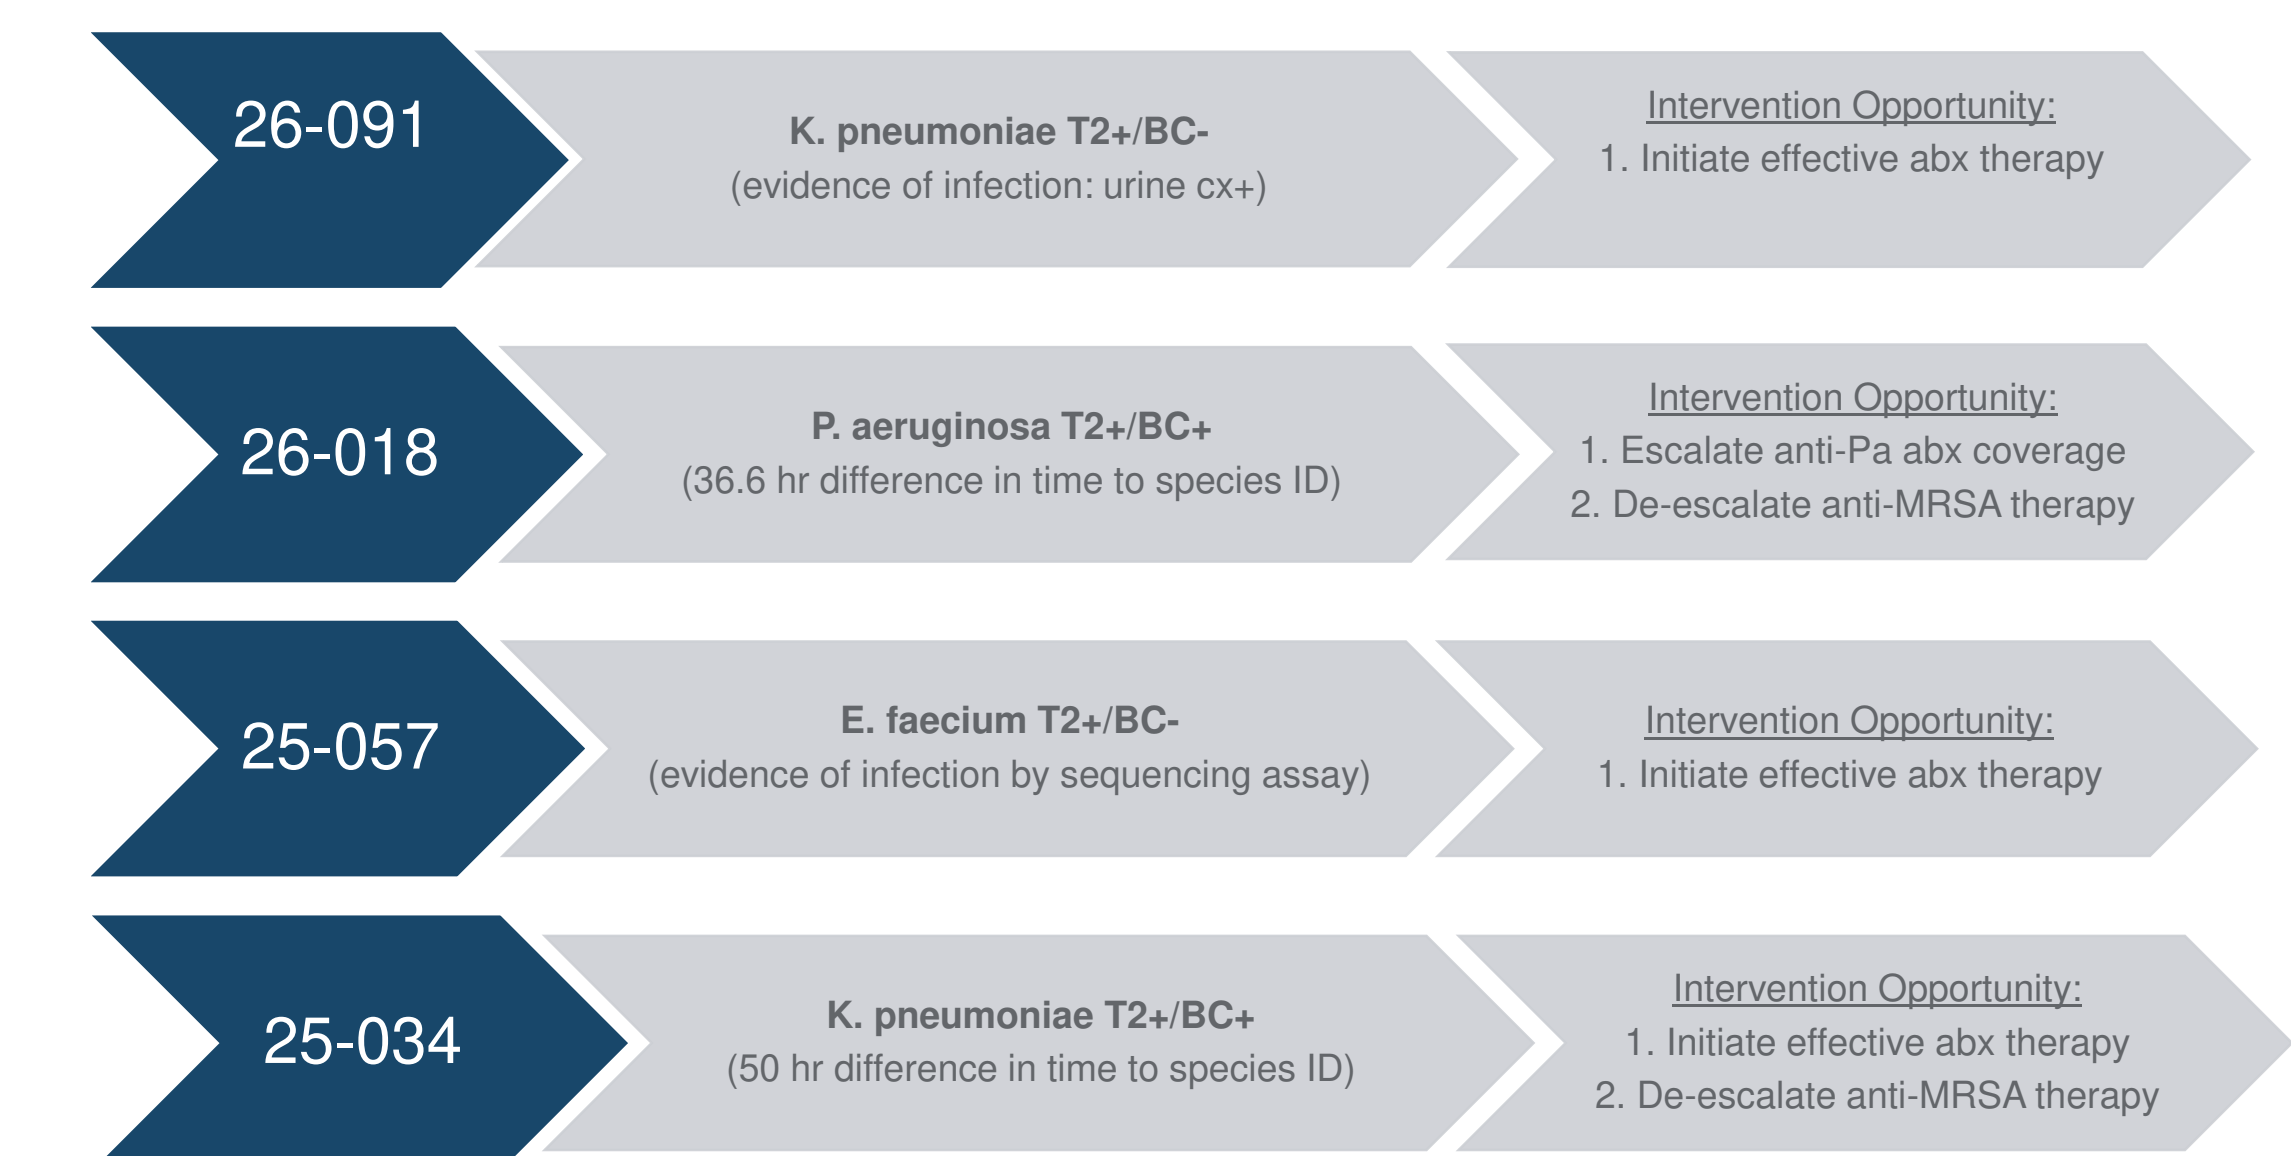 26-091
K. pneumoniae T2+/BC-
(evidence of infection: urine cx+)
Intervention Opportunity:
1. Initiate effective abx therapy
26-018
P. aeruginosa T2+/BC+
(36.6 hr difference in time to species ID)
Intervention Opportunity:
1. Escalate anti-Pa abx coverage
2. De-escalate anti-MRSA therapy
25-057
E. faecium T2+/BC-
(evidence of infection by sequencing assay)
Intervention Opportunity:
1. Initiate effective abx therapy
25-034
K. pneumoniae T2+/BC+
(50 hr difference in time to species ID)
Intervention Opportunity:
1. Initiate effective abx therapy
2. De-escalate anti-MRSA therapy